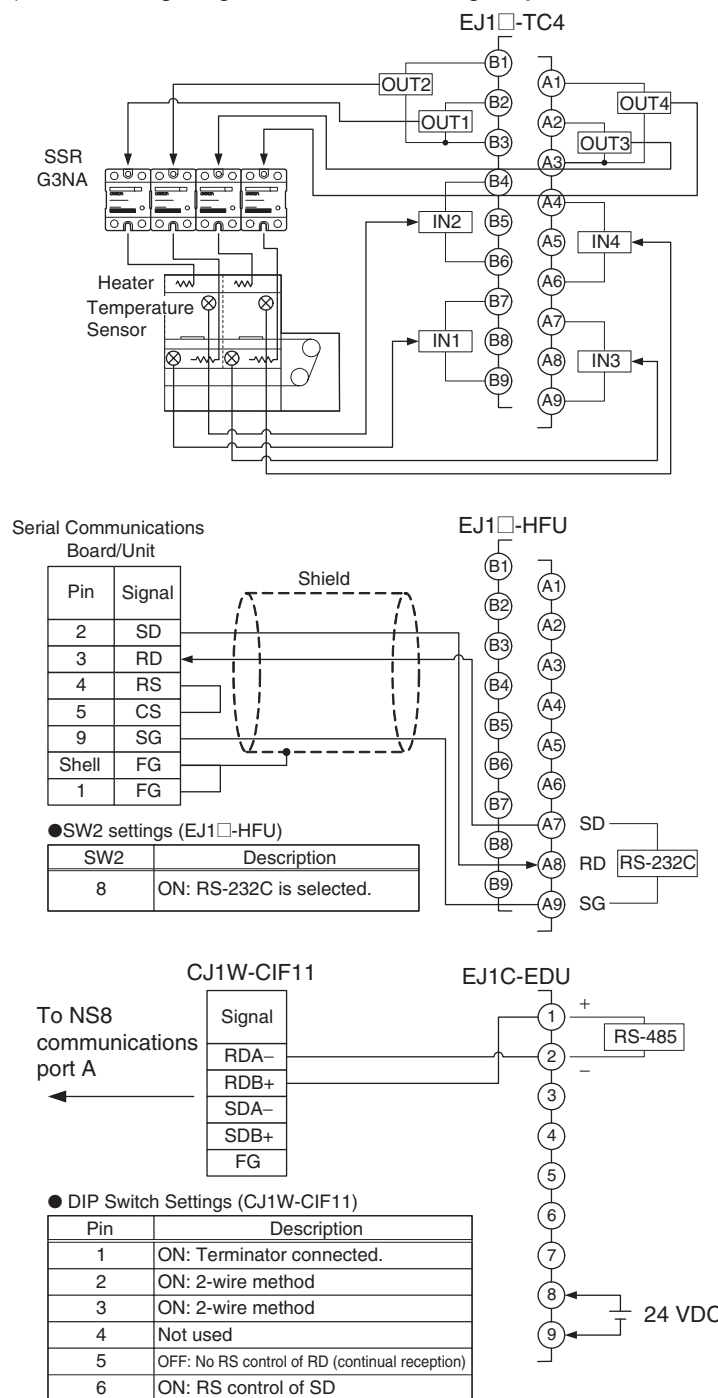 EJ1□-TC4
B1
A1
OUT2
B2
OUT4
OUT1
A2
B3
OUT3
SSR
G3NA
A3
B4
A4
IN2
B5
A5
IN4
B6
A6
Heater
Temperature
Sensor
B7
A7
IN1
B8
A8
IN3
B9
A9
Serial Communications
Board/Unit
EJ1□-HFU
Pin Signal
Shield
2 SD
3 RD
4 RS
5 CS
9 SG
Shell FG
1 FG
B1
A1
B2
A2
B3
A3
B4
A4
B5
A5
B6
A6
B7
A7 SD
B8
A8 RD RS-232C
B9
A9 SG
●SW2 settings (EJ1□-HFU)
SW2 Description
8 ON: RS-232C is selected.
CJ1W-CIF11
EJ1C-EDU
To NS8
communications
port A
Signal
RDA–
RDB+
SDA–
SDB+
FG
1 +
RS-485
2 –
3
4
5
6
7
8
24 VDC
9
● DIP Switch Settings (CJ1W-CIF11)
Pin Description
1 ON: Terminator connected.
2 ON: 2-wire method
3 ON: 2-wire method
4 Not used
5 OFF: No RS control of RD (continual reception)
6 ON: RS control of SD